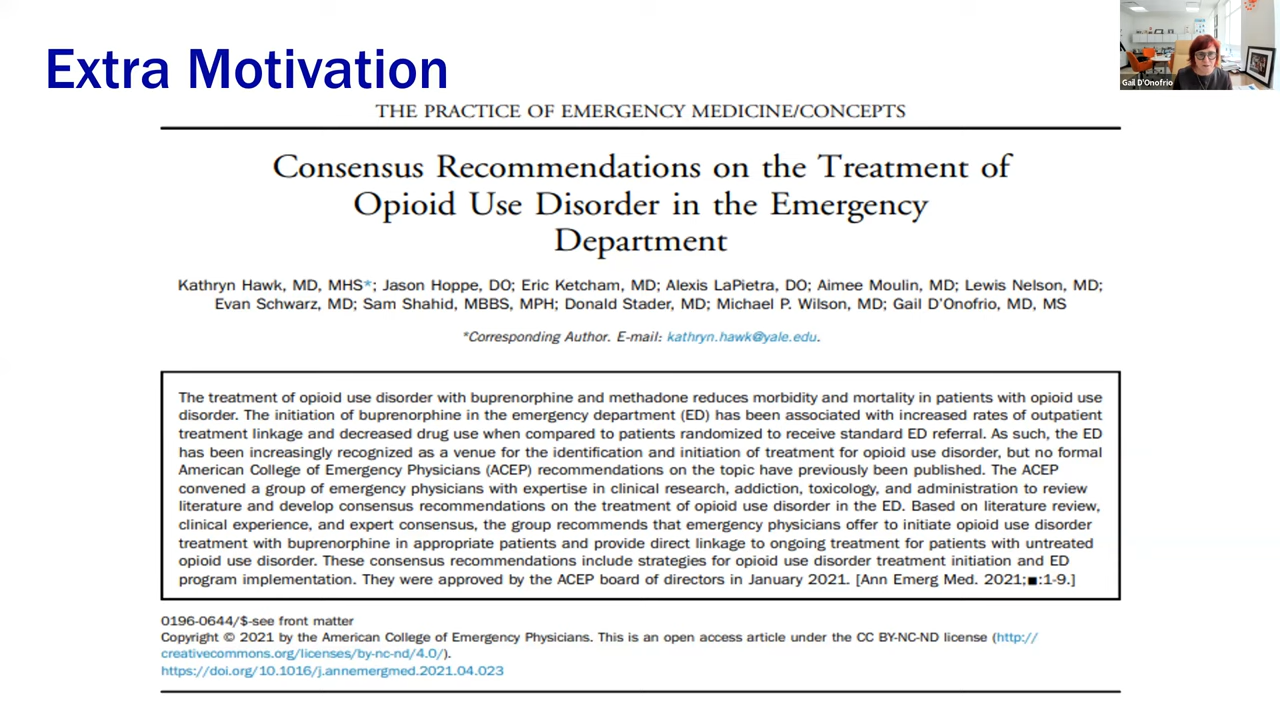 Extra Motivation
Gail D'Onofrio
THE PRACTICE OF EMERGENCY MEDICINE/CONCEPTS
Consensus Recommendations on the Treatment of
Opioid Use Disorder in the Emergency
Department
Kathryn Hawk, MD, MHS*; Jason Hoppe, DO; Eric Ketcham, MD; Alexis LaPietra, DO; Aimee Moulin, MD; Lewis Nelson, MD;
Evan Schwarz, MD; Sam Shahid, MBBS, MPH; Donald Stader, MD; Michael P. Wilson, MD; Gail D'Onofrio, MD, MS
*Corresponding Author. E-mail: kathryn.hawk@yale.edu.
The treatment of opioid use disorder with buprenorphine and methadone reduces morbidity and mortality in patients with opioid use
disorder. The initiation of buprenorphine in the emergency department (ED) has been associated with increased rates of outpatient
treatment linkage and decreased drug use when compared to patients randomized to receive standard ED referral. As such, the ED
has been increasingly recognized as a venue for the identification and initiation of treatment for opioid use disorder, but no formal
American College of Emergency Physicians (ACEP) recommendations on the topic have previously been published. The ACEP
convened a group of emergency physicians with expertise in clinical research, addiction, toxicology, and administration to review
literature and develop consensus recommendations on the treatment of opioid use disorder in the ED. Based on literature review,
clinical experience, and expert consensus, the group recommends that emergency physicians offer to initiate opioid use disorder
treatment with buprenorphine in appropriate patients and provide direct linkage to ongoing treatment for patients with untreated
opioid use disorder. These consensus recommendations include strategies for opioid use disorder treatment initiation and ED
program implementation. They were approved by the ACEP board of directors in January 2021. [Ann Emerg Med. 2021;■:1-9.]
0196-0644/$-see front matter
Copyright © 2021 by the American College of Emergency Physicians. This is an open access article under the CC BY-NC-ND license (http://
creativecommons.org/licenses/by-nc-nd/4.0/).
https://doi.org/10.1016/j.annemergmed.2021.04.023